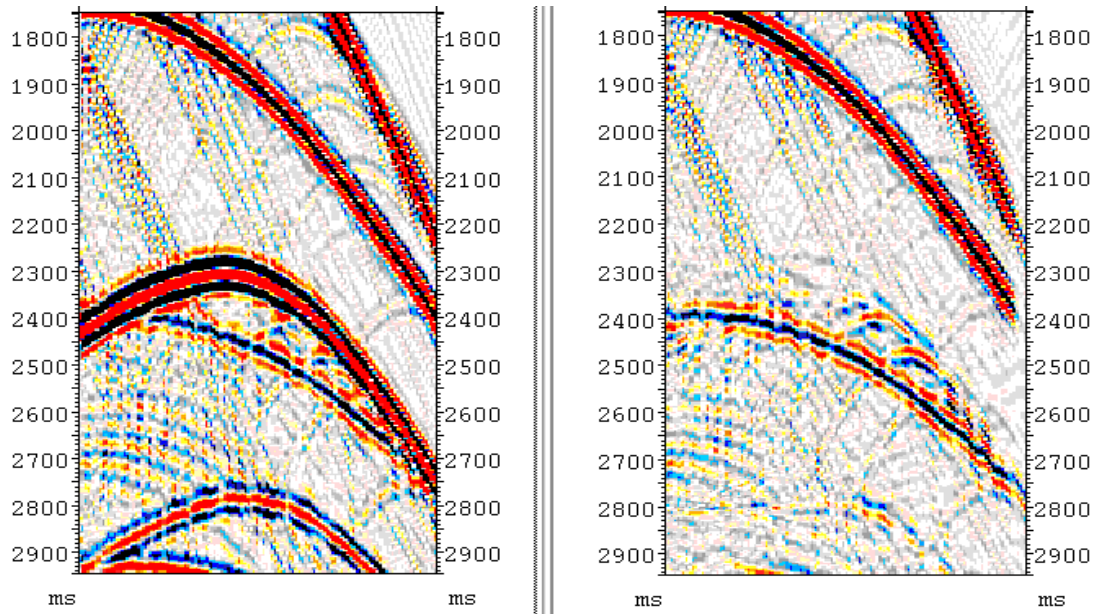 1800 1800 1800 1800
1900 1900 1900 1900
2000 2000 2000 2000
2100 2100 2100 2100
2200 2200 2200 2200
2300 2300 2300 2300
2400 2400 2400 2400
2500 2500 2500 2500
2600 2600 2600 2600
2700 2700 2700 2700
2800 2800 2800 2800
2900 2900 2900 2900
ms ms ms ms